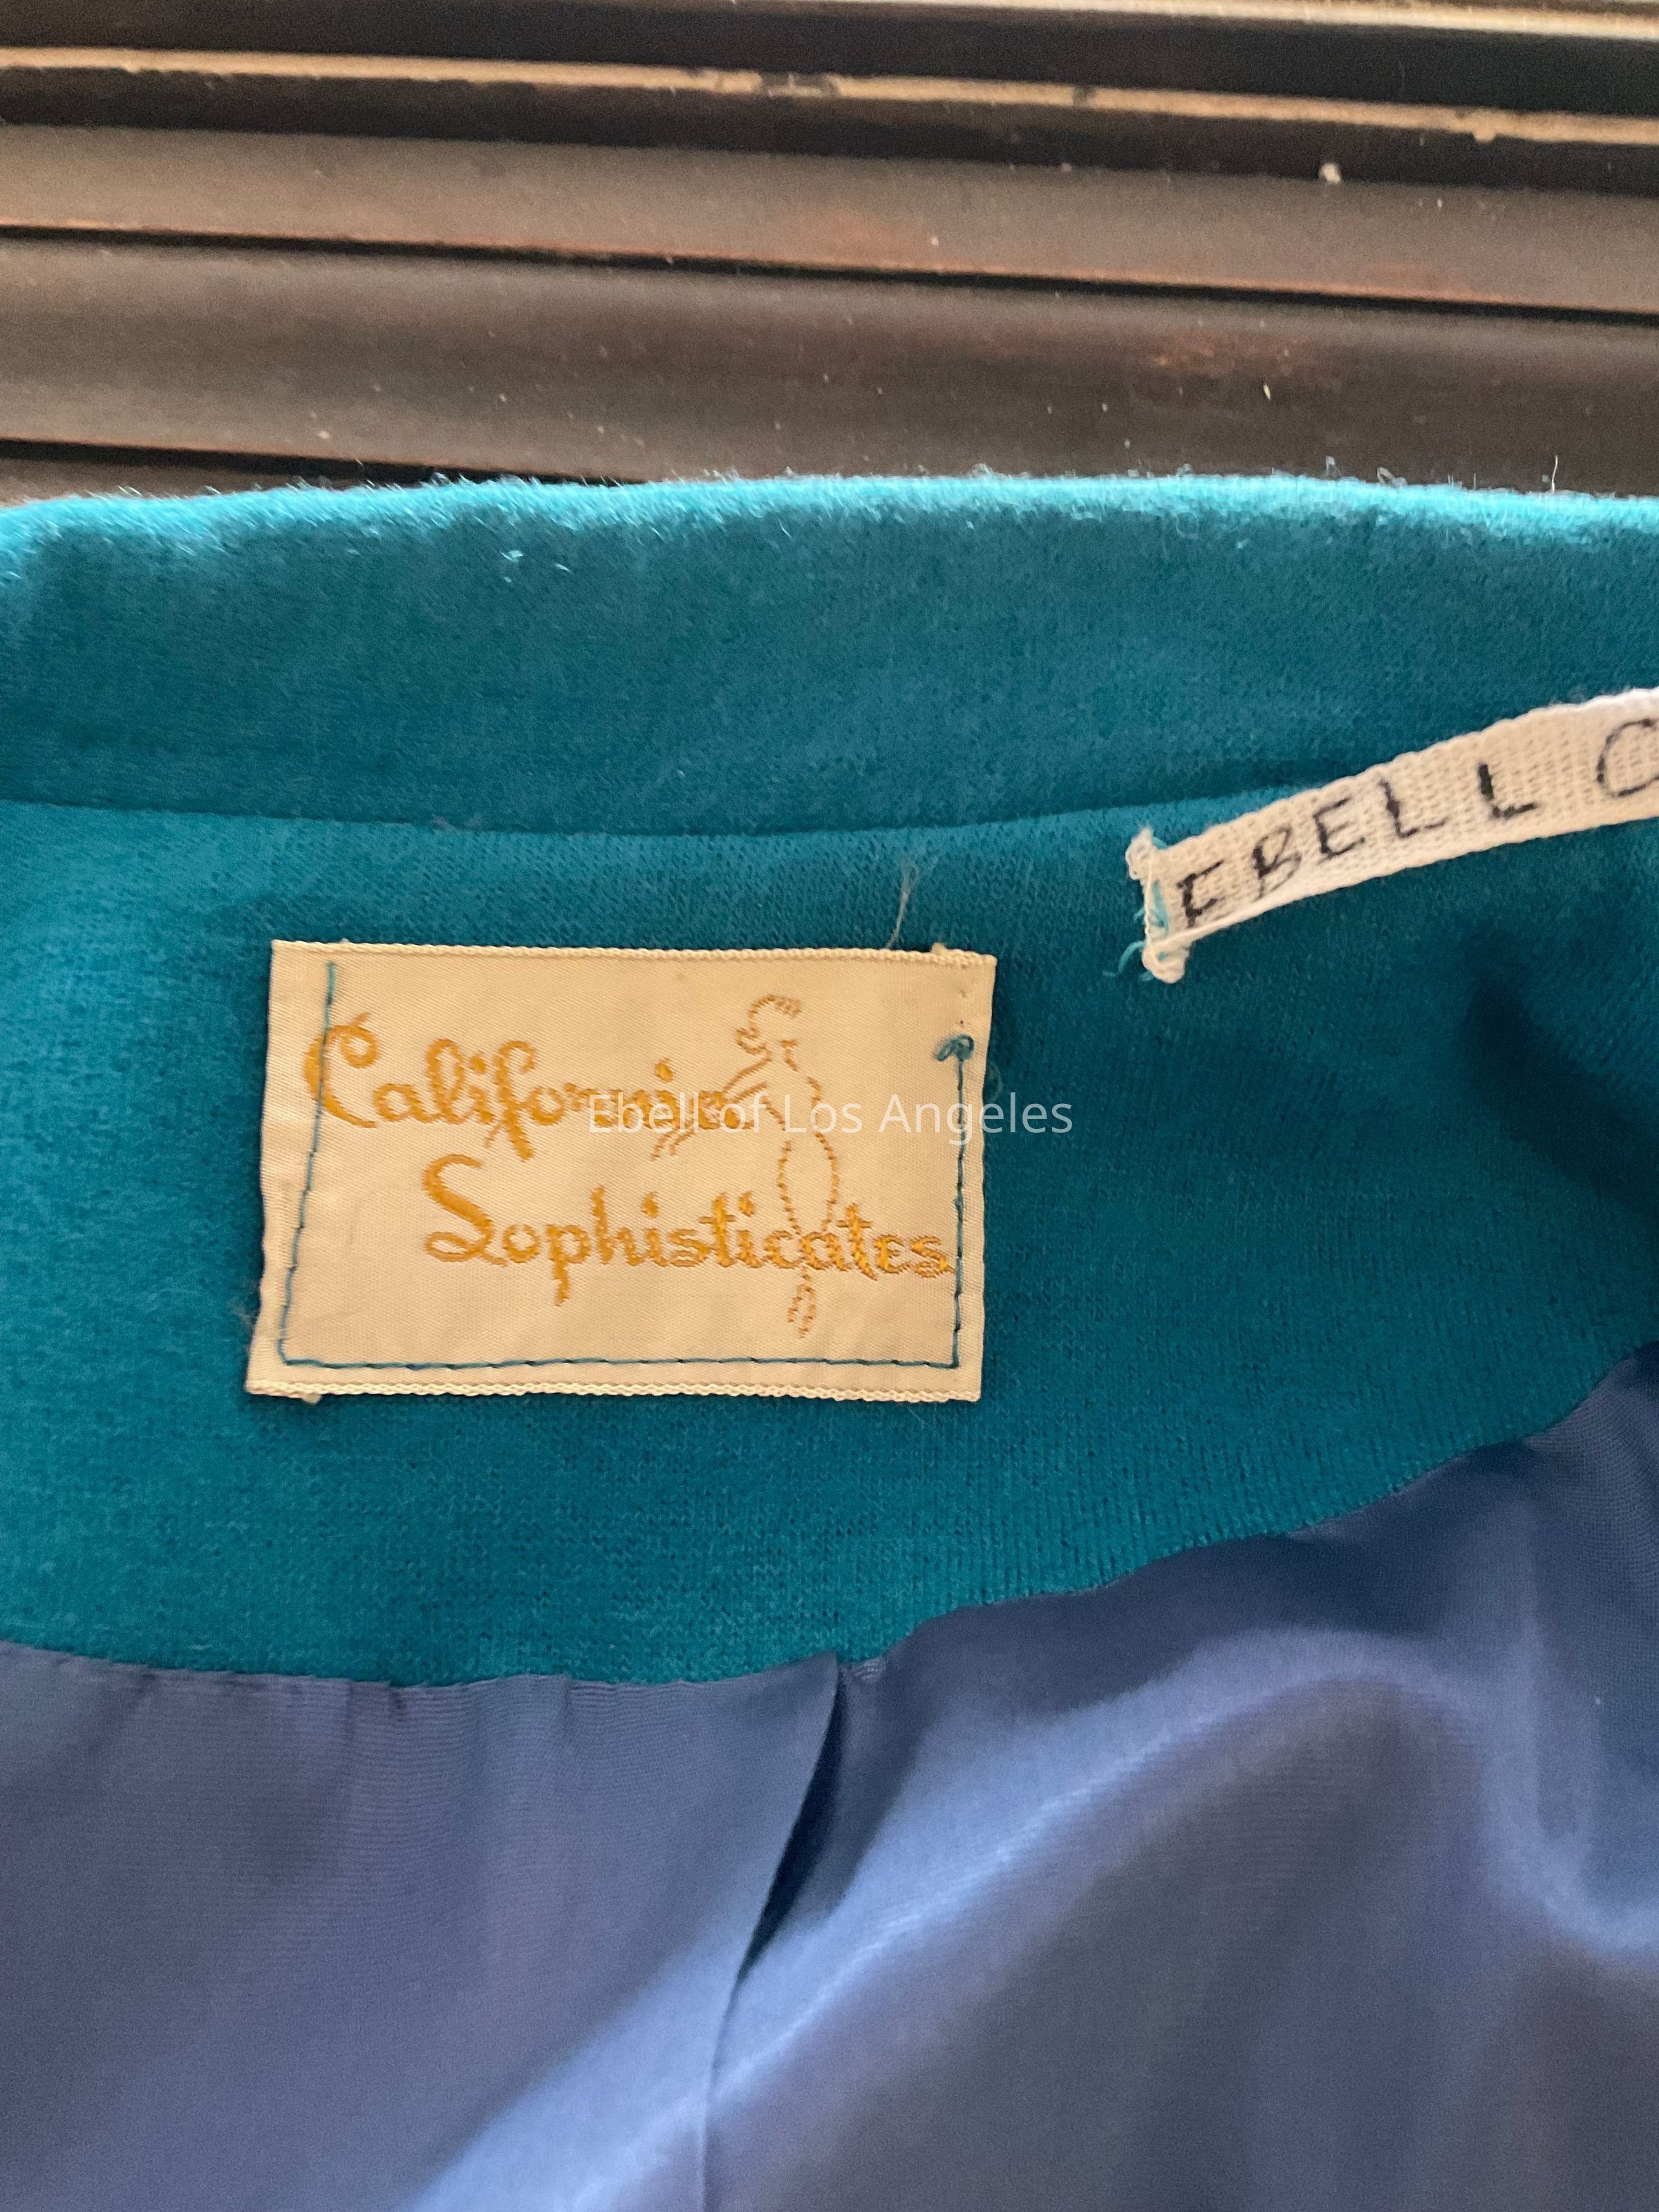 EBELL C
California
Ebell of Los Angeles
Sophisticates